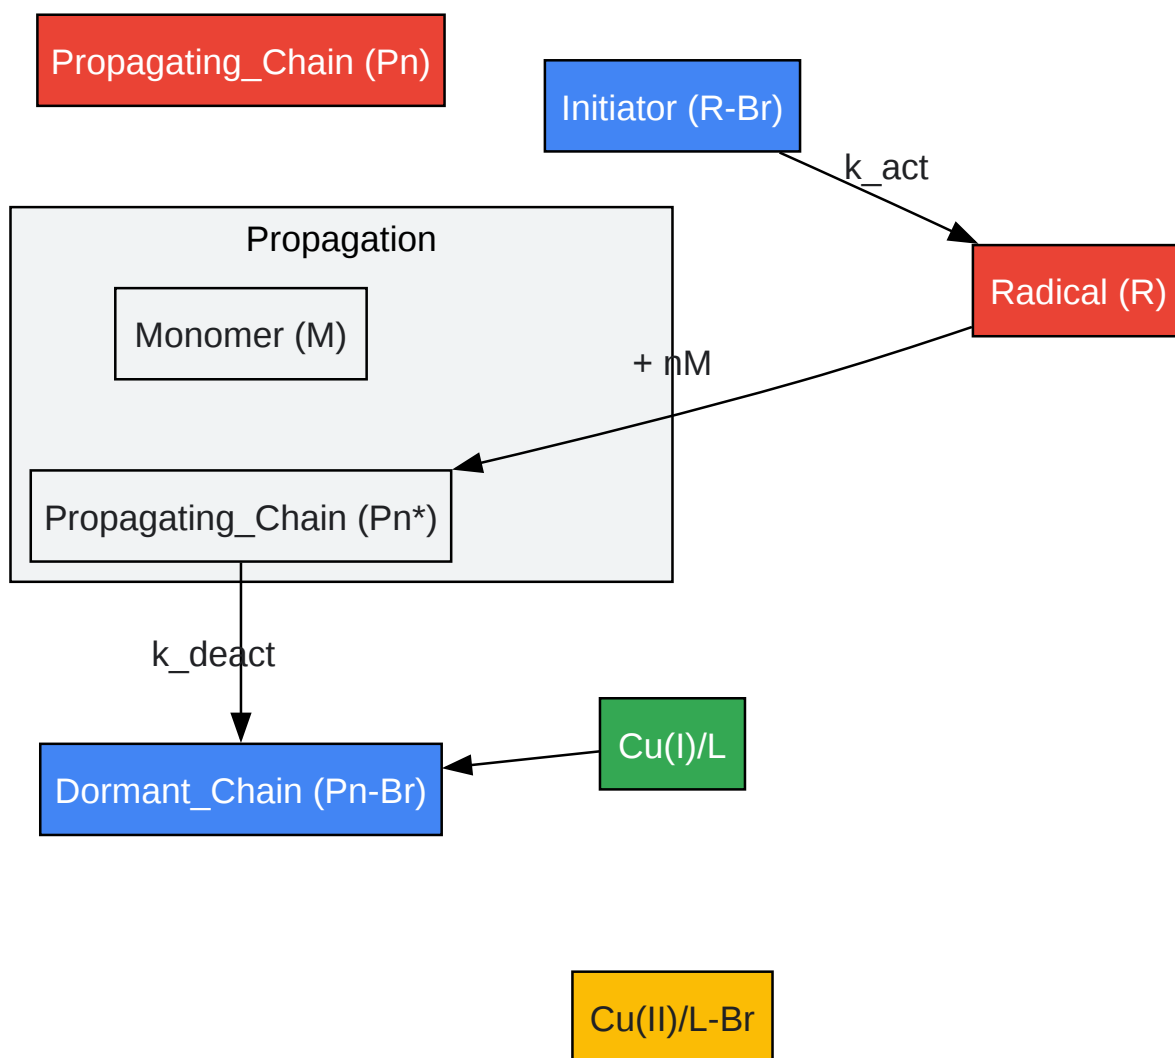 Propagating_Chain (Pn)
Initiator (R-Br)
k_act
Propagation
Radical (R)
Monomer (M)
+ nM
Propagating_Chain (Pn*)
k_deact
Cu(I)/L
Dormant_Chain (Pn-Br)
Cu(II)/L-Br